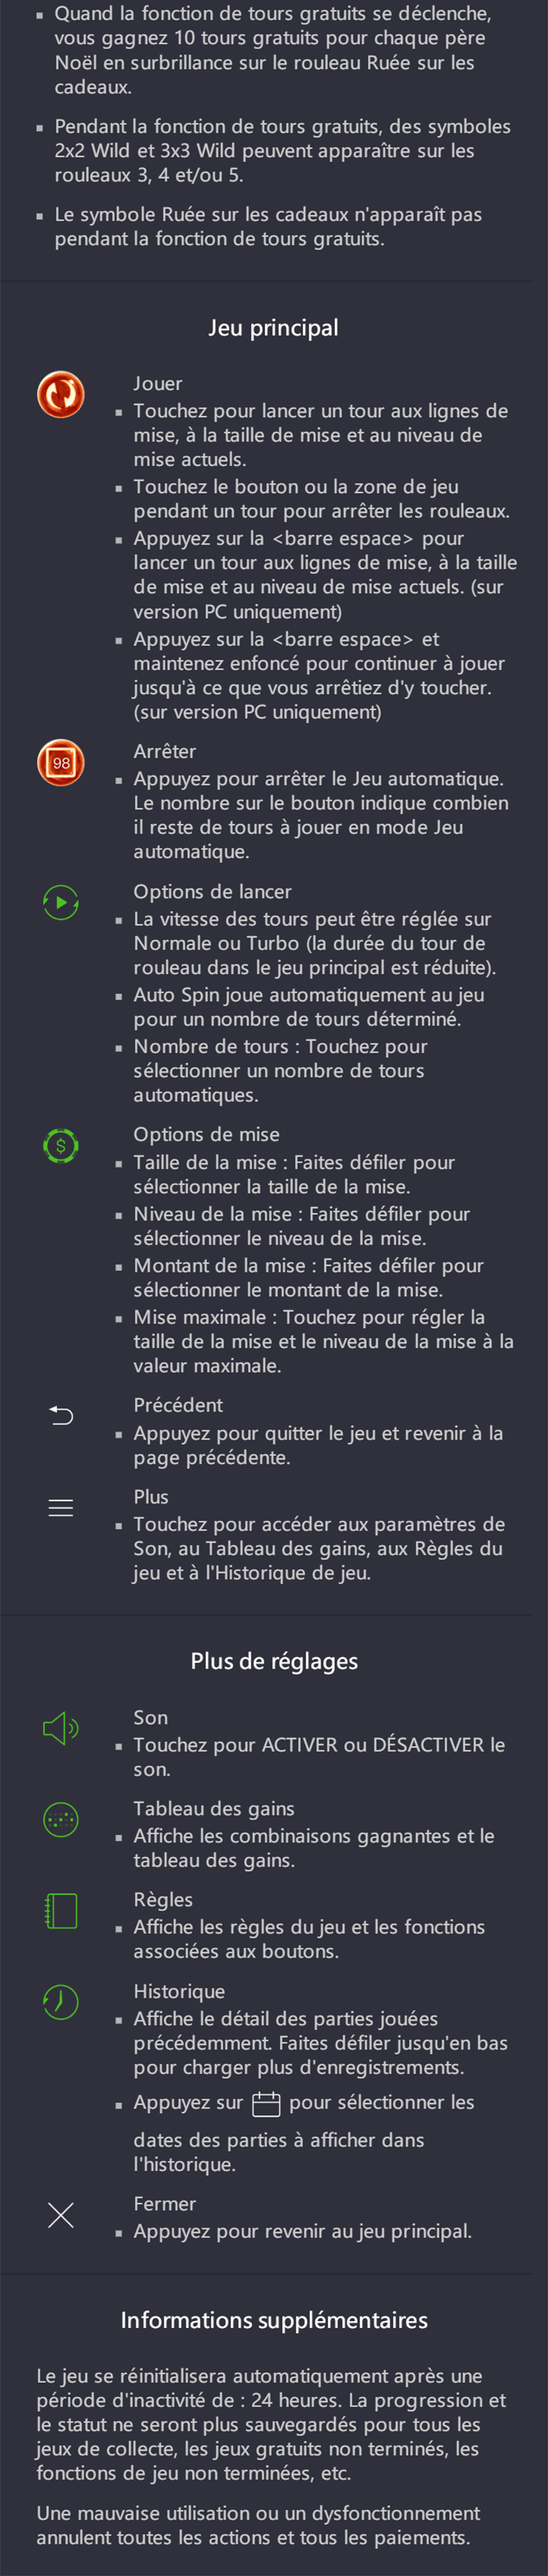 Quand la fonction de tours gratuits se déclenche,
vous gagnez 10 tours gratuits pour chaque père
Noël en surbrillance sur le rouleau Ruée sur les
cadeaux.
Pendant la fonction de tours gratuits, des symboles
2x2 Wild et 3x3 Wild peuvent apparaître sur les
rouleaux 3, 4 et/ou 5.
Le symbole Ruée sur les cadeaux n'apparaît pas
pendant la fonction de tours gratuits.
Jeu principal
Jouer
Touchez pour lancer un tour aux lignes de
mise, à la taille de mise et au niveau de
mise actuels.
Touchez le bouton ou la zone de jeu
pendant un tour pour arrêter les rouleaux.
Appuyez sur la <barre espace> pour
lancer un tour aux lignes de mise, à la taille
de mise et au niveau de mise actuels. (sur
version PC uniquement)
Appuyez sur la <barre espace> et
maintenez enfoncé pour continuer à jouer
jusqu'à ce que vous arrêtiez d'y toucher.
(sur version PC uniquement)
98
Arrêter
Appuyez pour arrêter le Jeu automatique.
Le nombre sur le bouton indique combien
il reste de tours à jouer en mode Jeu
automatique.
Options de lancer
La vitesse des tours peut être réglée sur
Normale ou Turbo (la durée du tour de
rouleau dans le jeu principal est réduite).
Auto Spin joue automatiquement au jeu
pour un nombre de tours déterminé.
Nombre de tours : Touchez pour
sélectionner un nombre de tours
automatiques.
$
Options de mise
Taille de la mise : Faites défiler pour
sélectionner la taille de la mise.
Niveau de la mise : Faites défiler pour
sélectionner le niveau de la mise.
Montant de la mise : Faites défiler pour
sélectionner le montant de la mise.
Mise maximale : Touchez pour régler la
taille de la mise et le niveau de la mise à la
valeur maximale.
Précédent
Appuyez pour quitter le jeu et revenir à la
page précédente.
Plus
Touchez pour accéder aux paramètres de
Son, au Tableau des gains, aux Règles du
jeu et à l'Historique de jeu.
Plus de réglages
Son
Touchez pour ACTIVER ou DÉSACTIVER le
son.
Tableau des gains
Affiche les combinaisons gagnantes et le
tableau des gains.
Règles
Affiche les règles du jeu et les fonctions
associées aux boutons.
Historique
Affiche le détail des parties jouées
précédemment. Faites défiler jusqu'en bas
pour charger plus d'enregistrements.
Appuyez sur pour sélectionner les
dates des parties à afficher dans
l'historique.
Fermer
Appuyez pour revenir au jeu principal.
Informations supplémentaires
Le jeu se réinitialisera automatiquement après une
période d'inactivité de : 24 heures. La progression et
le statut ne seront plus sauvegardés pour tous les
jeux de collecte, les jeux gratuits non terminés, les
fonctions de jeu non terminées, etc.
Une mauvaise utilisation ou un dysfonctionnement
annulent toutes les actions et tous les paiements.